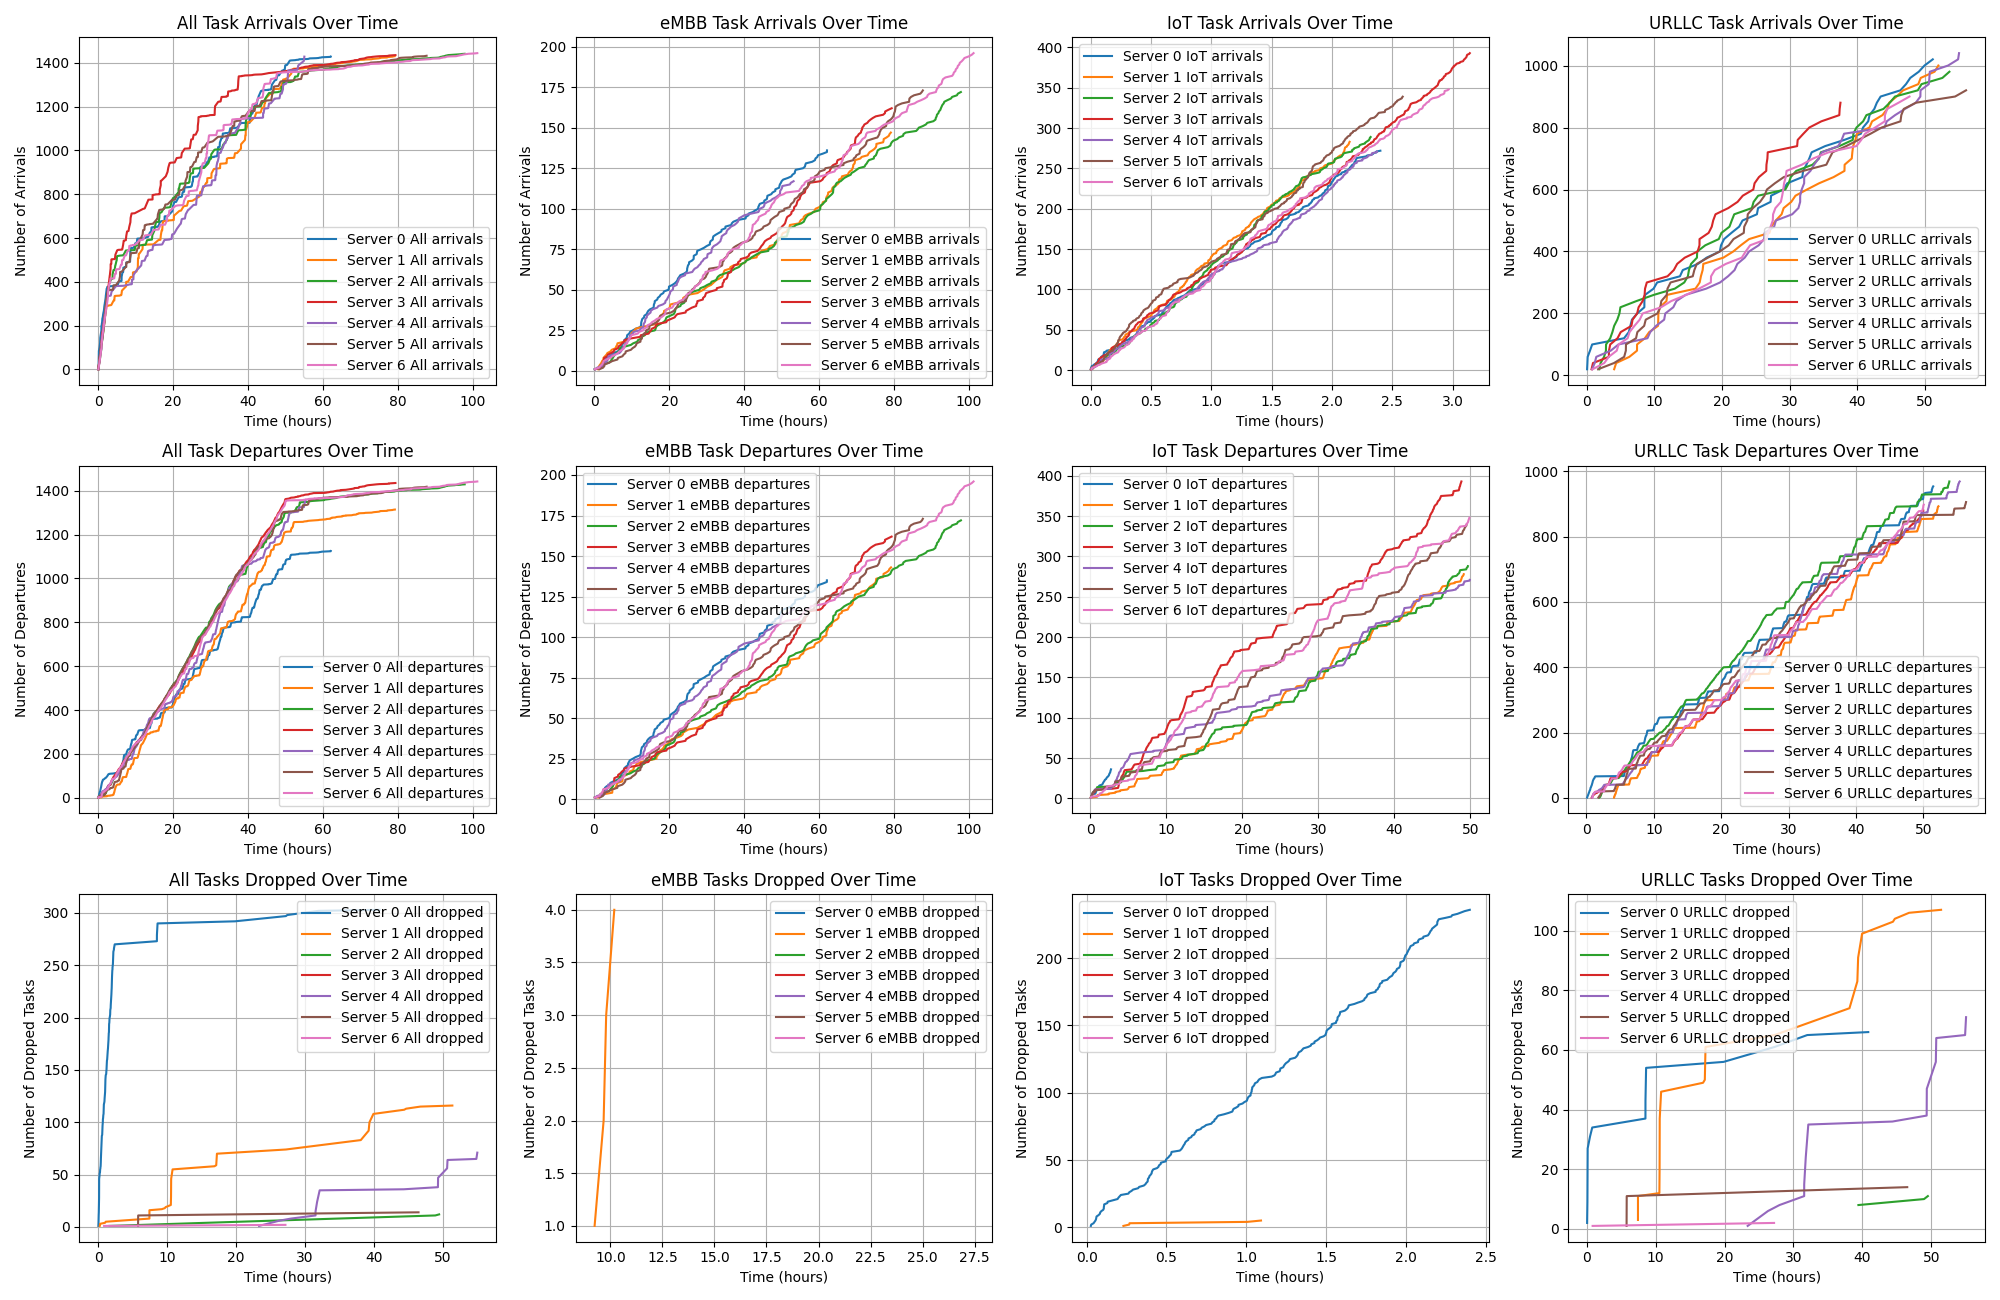 All Task Arrivals Over Time
Number of Arrivals
1400
1200
1000
800
600
400
200
0
0 20 40 60 80 100
Time (hours)
Server 0 All arrivals
Server 1 All arrivals
Server 2 All arrivals
Server 3 All arrivals
Server 4 All arrivals
Server 5 All arrivals
Server 6 All arrivals
eMBB Task Arrivals Over Time
Number of Arrivals
200
175
150
125
100
75
50
25
0
0 20 40 60 80 100
Time (hours)
Server 0 eMBB arrivals
Server 1 eMBB arrivals
Server 2 eMBB arrivals
Server 3 eMBB arrivals
Server 4 eMBB arrivals
Server 5 eMBB arrivals
Server 6 eMBB arrivals
IoT Task Arrivals Over Time
Number of Arrivals
400
350
300
250
200
150
100
50
0
0.0 0.5 1.0 1.5 2.0 2.5 3.0
Time (hours)
Server 0 IoT arrivals
Server 1 IoT arrivals
Server 2 IoT arrivals
Server 3 IoT arrivals
Server 4 IoT arrivals
Server 5 IoT arrivals
Server 6 IoT arrivals
URLLC Task Arrivals Over Time
Number of Arrivals
1000
800
600
400
200
0
0 10 20 30 40 50
Time (hours)
Server 0 URLLC arrivals
Server 1 URLLC arrivals
Server 2 URLLC arrivals
Server 3 URLLC arrivals
Server 4 URLLC arrivals
Server 5 URLLC arrivals
Server 6 URLLC arrivals
All Task Departures Over Time
Number of Departures
1400
1200
1000
800
600
400
200
0
0 20 40 60 80 100
Time (hours)
Server 0 All departures
Server 1 All departures
Server 2 All departures
Server 3 All departures
Server 4 All departures
Server 5 All departures
Server 6 All departures
eMBB Task Departures Over Time
Number of Departures
200
175
150
125
100
75
50
25
0
0 20 40 60 80 100
Time (hours)
Server 0 eMBB departures
Server 1 eMBB departures
Server 2 eMBB departures
Server 3 eMBB departures
Server 4 eMBB departures
Server 5 eMBB departures
Server 6 eMBB departures
IoT Task Departures Over Time
Number of Departures
400
350
300
250
200
150
100
50
0
0 10 20 30 40 50
Time (hours)
Server 0 IoT departures
Server 1 IoT departures
Server 2 IoT departures
Server 3 IoT departures
Server 4 IoT departures
Server 5 IoT departures
Server 6 IoT departures
URLLC Task Departures Over Time
Number of Departures
1000
800
600
400
200
0
0 10 20 30 40 50
Time (hours)
Server 0 URLLC departures
Server 1 URLLC departures
Server 2 URLLC departures
Server 3 URLLC departures
Server 4 URLLC departures
Server 5 URLLC departures
Server 6 URLLC departures
All Tasks Dropped Over Time
Number of Dropped Tasks
300
250
200
150
100
50
0
0 10 20 30 40 50
Time (hours)
Server 0 All dropped
Server 1 All dropped
Server 2 All dropped
Server 3 All dropped
Server 4 All dropped
Server 5 All dropped
Server 6 All dropped
eMBB Tasks Dropped Over Time
Number of Dropped Tasks
4.0
3.5
3.0
2.5
2.0
1.5
1.0
10.0 12.5 15.0 17.5 20.0 22.5 25.0 27.5
Time (hours)
Server 0 eMBB dropped
Server 1 eMBB dropped
Server 2 eMBB dropped
Server 3 eMBB dropped
Server 4 eMBB dropped
Server 5 eMBB dropped
Server 6 eMBB dropped
IoT Tasks Dropped Over Time
Number of Dropped Tasks
200
150
100
50
0
0.0 0.5 1.0 1.5 2.0 2.5
Time (hours)
Server 0 IoT dropped
Server 1 IoT dropped
Server 2 IoT dropped
Server 3 IoT dropped
Server 4 IoT dropped
Server 5 IoT dropped
Server 6 IoT dropped
URLLC Tasks Dropped Over Time
Number of Dropped Tasks
100
80
60
40
20
0
0 10 20 30 40 50
Time (hours)
Server 0 URLLC dropped
Server 1 URLLC dropped
Server 2 URLLC dropped
Server 3 URLLC dropped
Server 4 URLLC dropped
Server 5 URLLC dropped
Server 6 URLLC dropped